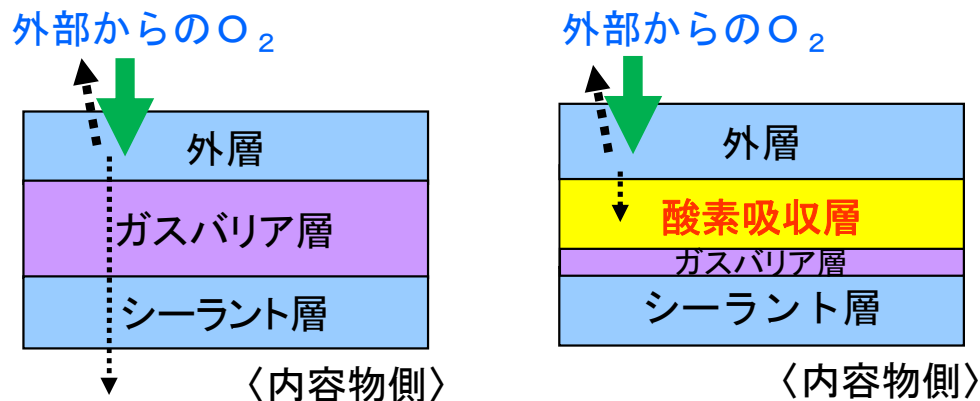 外部からのO₂
外層
ガスバリア層
シーラント層
〈内容物側〉
外部からのO₂
外層
酸素吸収層
ガスバリア層
シーラント層
〈内容物側〉